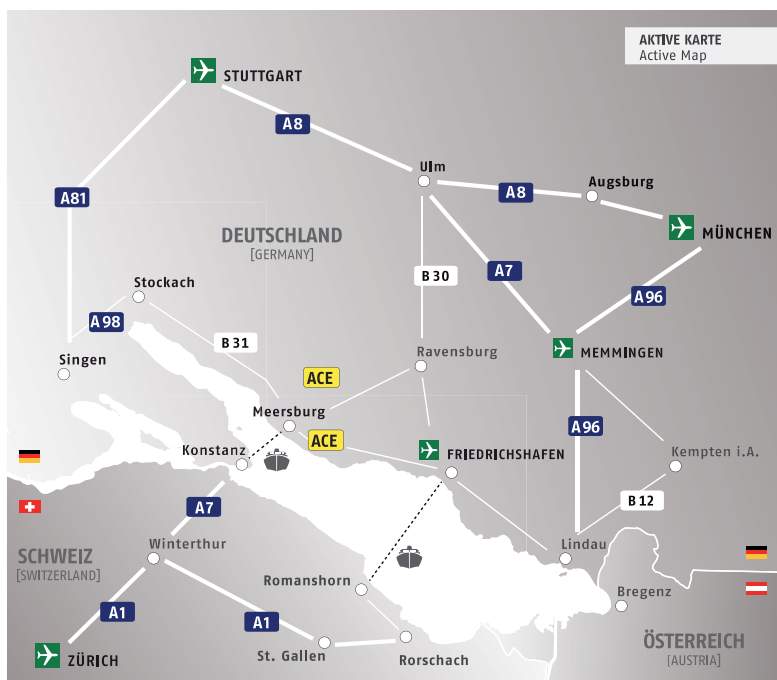 AKTIVE KARTE
Active Map
STUTTGART
A8
Ulm
A8
Augsburg
A81
MÜNCHEN
DEUTSCHLAND
[GERMANY]
A7
B 30
Stockach
A96
A 98
B 31
Ravensburg
MEMMINGEN
Singen
ACE
Meersburg
A96
ACE
Konstanz
FRIEDRICHSHAFEN
Kempten i.A.
A7
B 12
Winterthur
Lindau
SCHWEIZ
[SWITZERLAND]
Romanshorn
Bregenz
A1
A1
ÖSTERREICH
[AUSTRIA]
ZÜRICH
St. Gallen
Rorschach